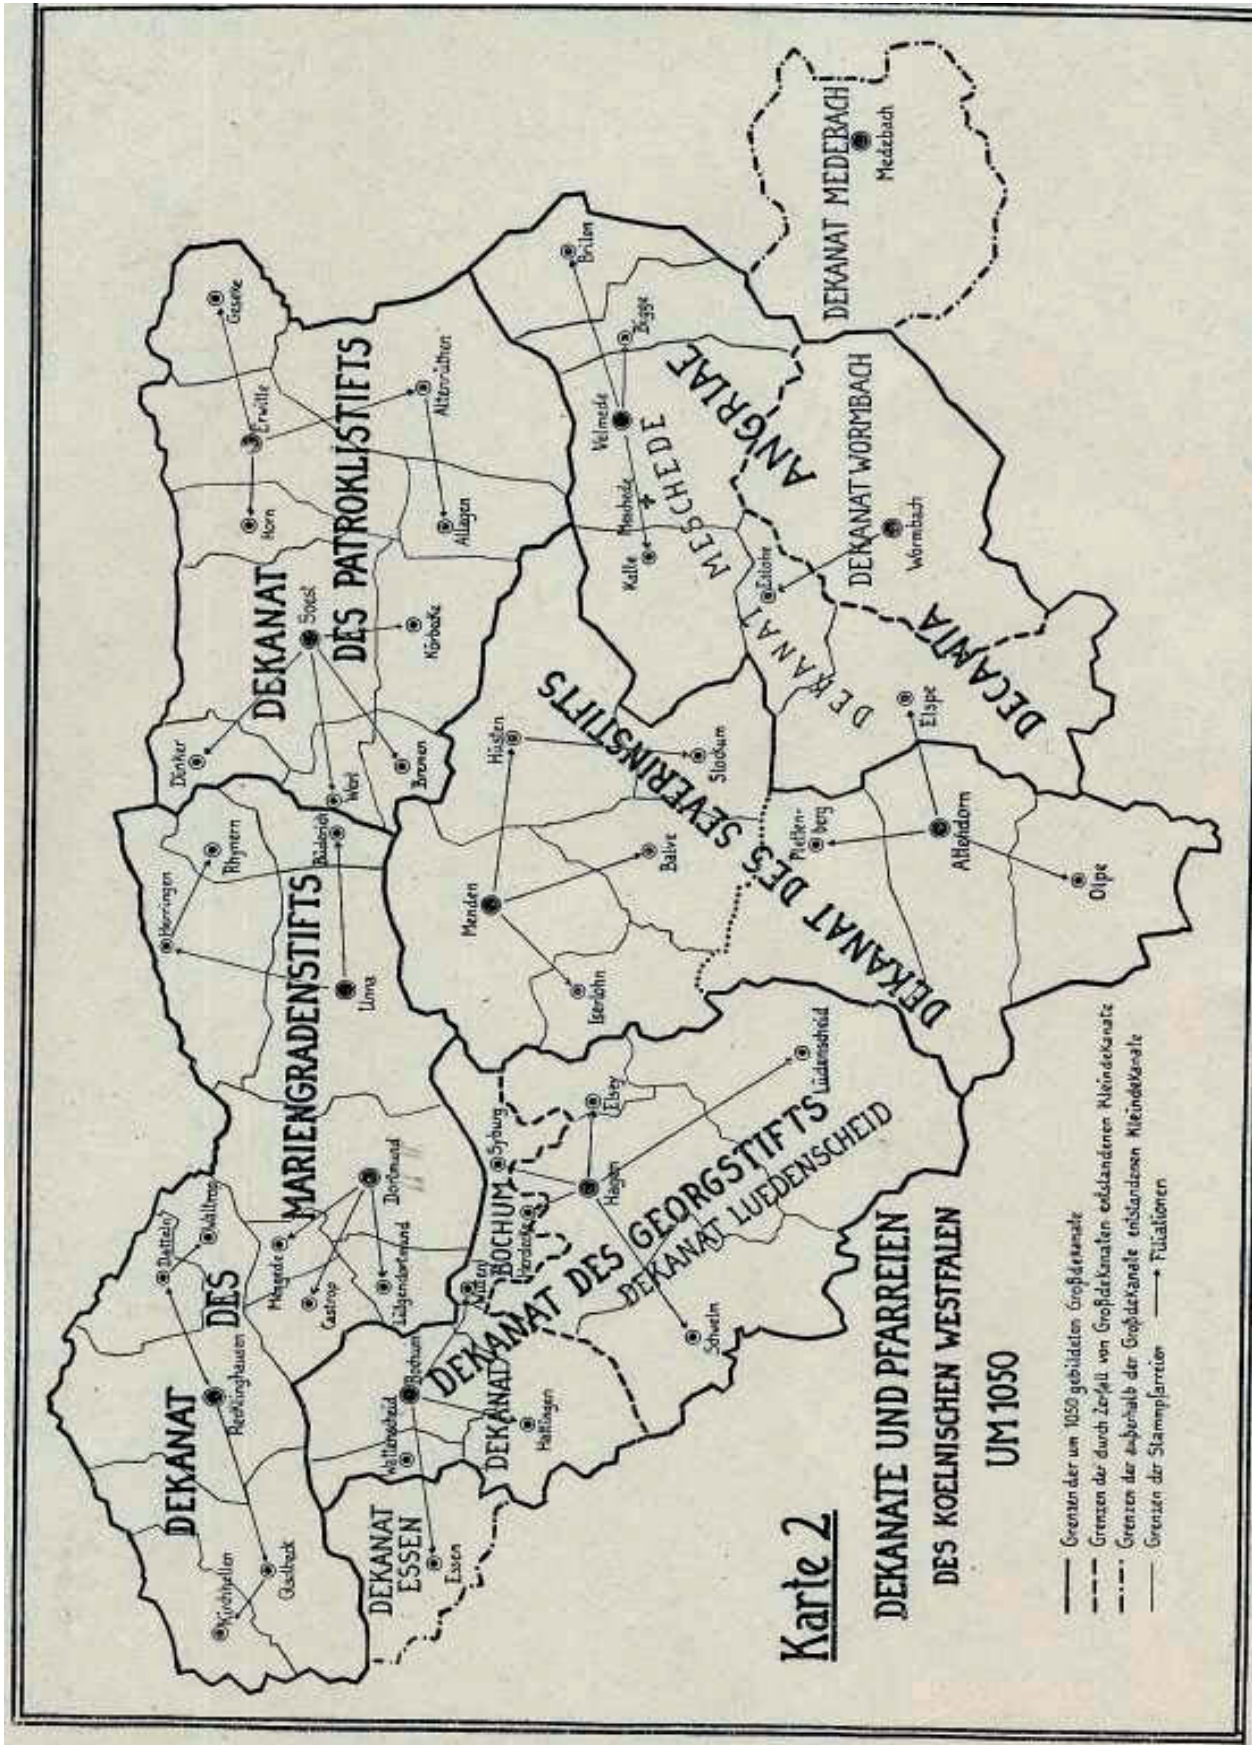 Karte 2
DEKANATE UND PFARREIEN
DES KOELNISCHEN WESTFALEN
UM 1050
Grenzen der um 1050 gebildeten Großdekanate
Grenzen der durch Zerfall von Großdekanaten entstandenen Kleindekanate
Grenzen der außerhalb der Großdekanate entstandenen Kleindekanate
Grenzen der Stammpfarreien
Filiationen
DEKANAT
DES
MARIENGRADENSTIFTS
Kirchhellen
Gladbeck
Recklinghausen
Datteln
Waltrop
Mengede
Castrop
Lütgendortmund
Dortmund
Unna
Herringen
Rhynern
Büderich
DEKANAT
DES PATROKLISTIFTS
Dinker
Werl
Bremen
Soest
Körbecke
Horn
Erwitte
Geseke
Altenrüthen
Allagen
DEKANAT
ESSEN
Essen
DEKANAT
BOCHUM
Wattenscheid
Bochum
Hattingen
Witten
Herdecke
Syburg
DEKANAT DES GEORGSTIFTS
DEKANAT LUEDENSCHEID
Hagen
Elsey
Schwelm
Lüdenscheid
DEKANAT DES SEVERINSTIFTS
Menden
Iserlohn
Balve
Hüsten
Stockum
Pletten-
berg
Attendorn
Olpe
Elspe
DECANIA
ANGRIAE
DEKANAT
MESCHEDE
Kalle
Meschede
Velmede
Bigge
Brilon
Eslohe
DEKANAT WORMBACH
Wormbach
DEKANAT MEDEBACH
Medebach